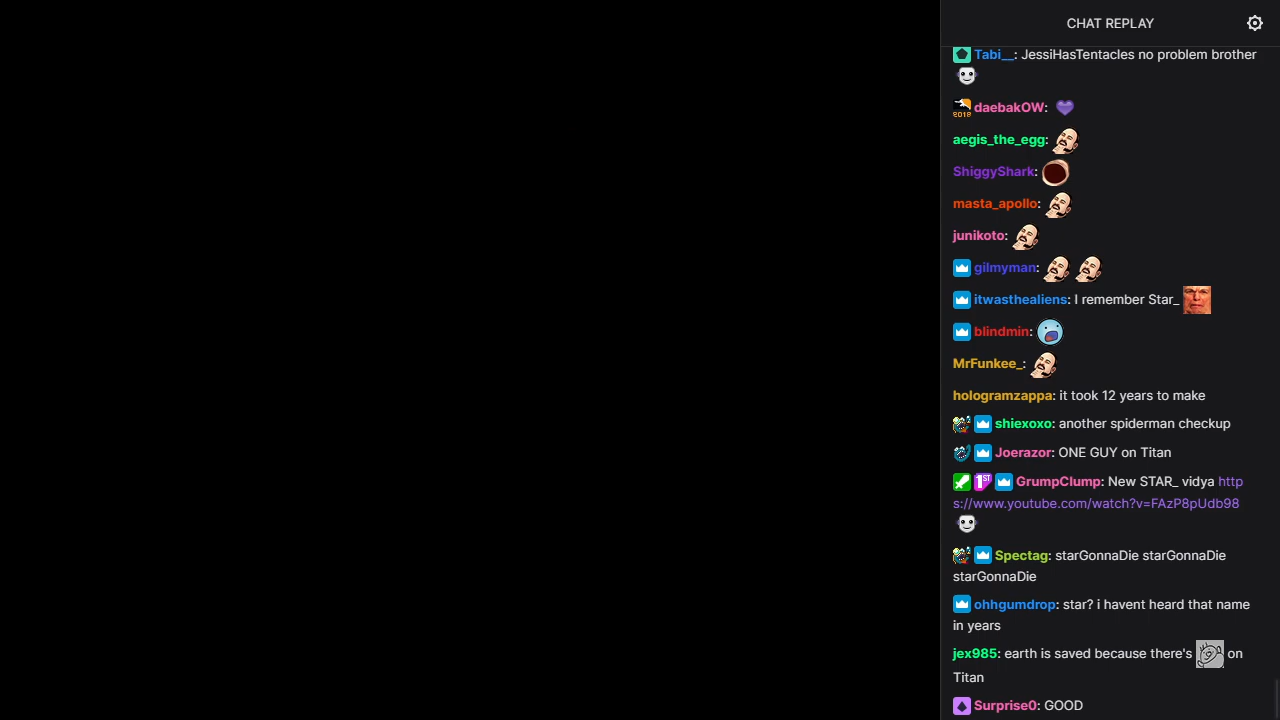 CHAT REPLAY
Tabi__: JessiHasTentacles no problem brother
daebakOW:
aegis_the_egg:
ShiggyShark:
masta_apollo:
junikoto:
gilmyman:
itwasthealiens: I remember Star_
blindmin:
MrFunkee_:
hologramzappa: it took 12 years to make
shiexoxo: another spiderman checkup
Joerazor: ONE GUY on Titan
1ST GrumpClump: New STAR_ vidya http
s://www.youtube.com/watch?v=FAzP8pUdb98
Spectag: starGonnaDie starGonnaDie
starGonnaDie
ohhgumdrop: star? i havent heard that name
in years
jex985: earth is saved because there's on
Titan
Surprise0: GOOD